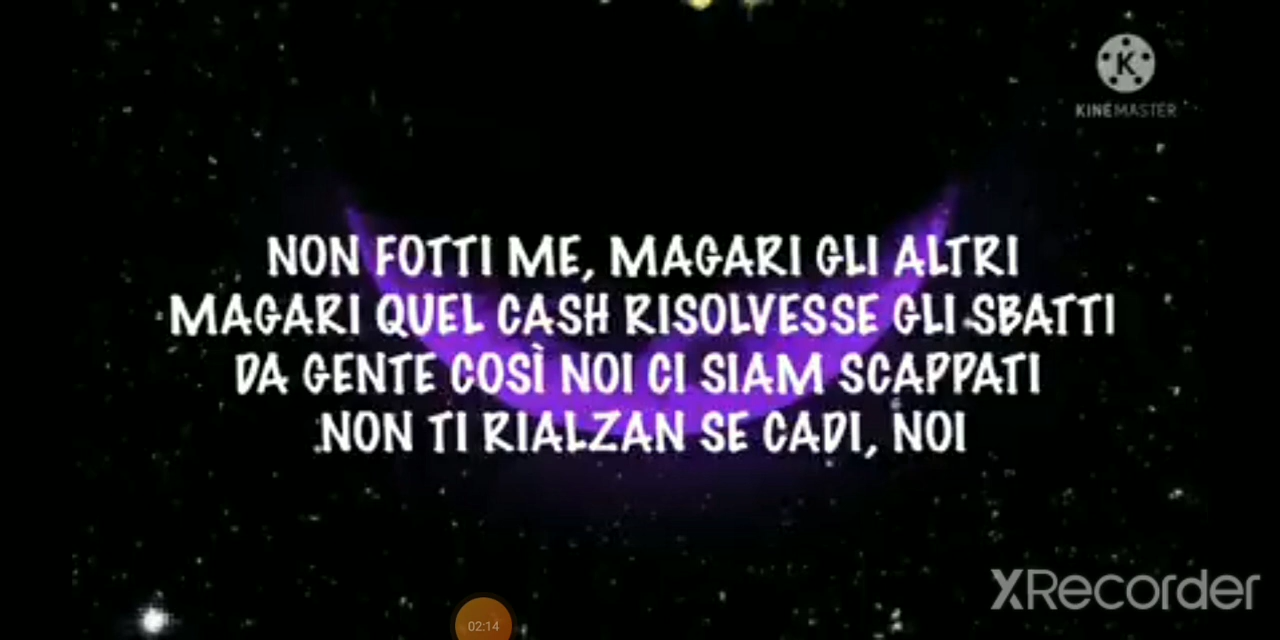 KINEMASTER
NON FOTTI ME, MAGARI GLI ALTRI
MAGARI QUEL CASH RISOLVESSE GLI SBATTI
DA GENTE COSÌ NOI CI SIAM SCAPPATI
NON TI RIALZAN SE CADI, NOI
XRecorder
02:14